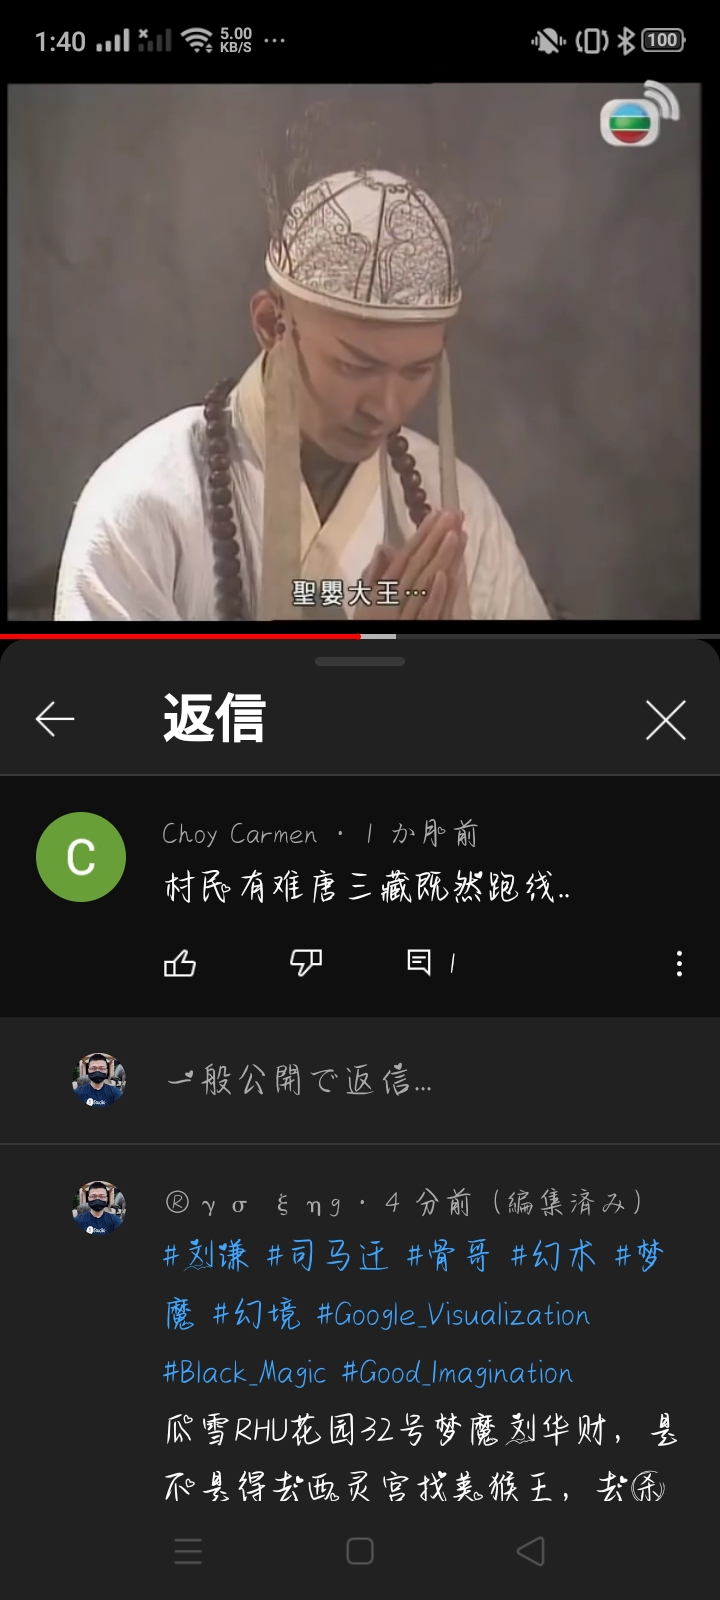 1:40 5.00 KB/S ... 100
聖嬰大王…
返信
C
Choy Carmen · 1 か月前
村民有难唐三藏既然跑线..
1
一般公開で返信...
Studio
®γσ ξηg · 4 分前（編集済み）
#刘谦 #司马迁 #骨哥 #幻术 #梦
魔 #幻境 #Google_Visualization
#Black_Magic #Good_Imagination
瓜雪RHU花园32号梦魔刘华财，是
不是得去西灵宫找美猴王，去㊍